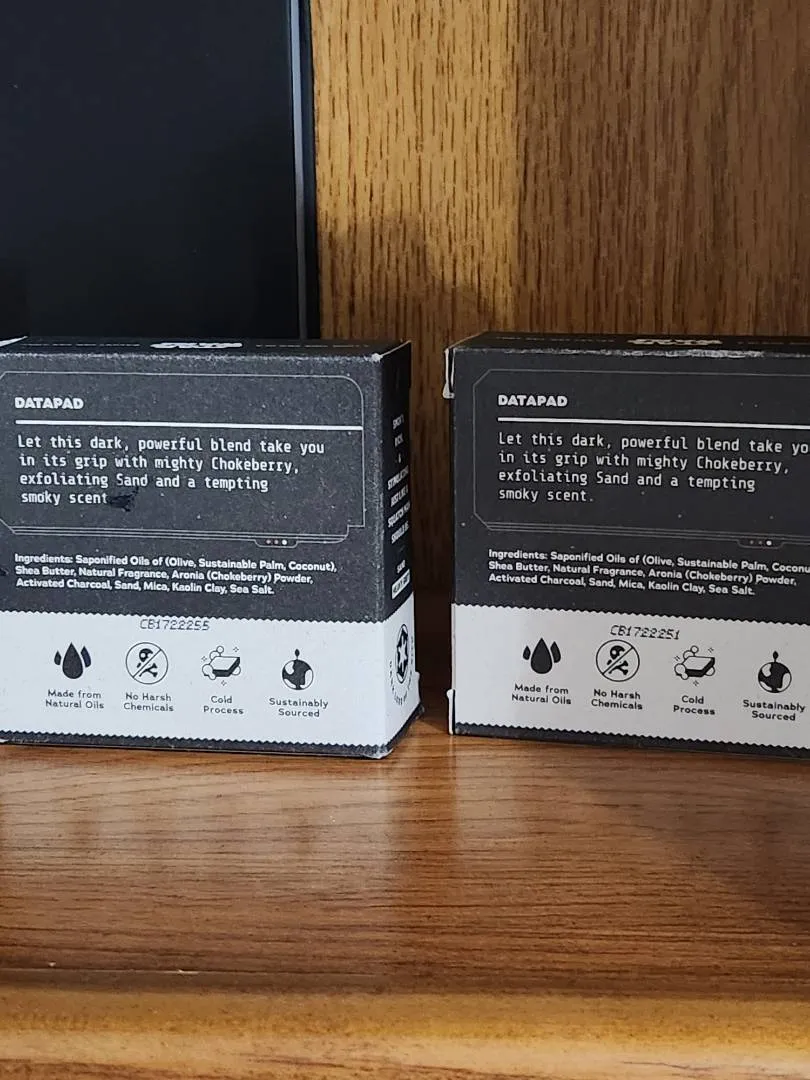 DATAPAD
Let this dark, powerful blend take you
in its grip with mighty Chokeberry,
exfoliating Sand and a tempting
smoky scent
Ingredients: Saponified Oils of (Olive, Sustainable Palm, Coconut),
Shea Butter, Natural Fragrance, Aronia (Chokeberry) Powder,
Activated Charcoal, Sand, Mica, Kaolin Clay, Sea Salt.
CB1722255
Made from
Natural Oils
No Harsh
Chemicals
Cold
Process
Sustainably
Sourced
DATAPAD
Let this dark, powerful blend take yo
in its grip with mighty Chokeberry,
exfoliating Sand and a tempting
smoky scent.
Ingredients: Saponified Oils of (Olive, Sustainable Palm, Coconu
Shea Butter, Natural Fragrance, Aronia (Chokeberry) Powder,
Activated Charcoal, Sand, Mica, Kaolin Clay, Sea Salt.
CB1722251
Made from
Natural Oils
No Harsh
Chemicals
Cold
Process
Sustainably
Sourced